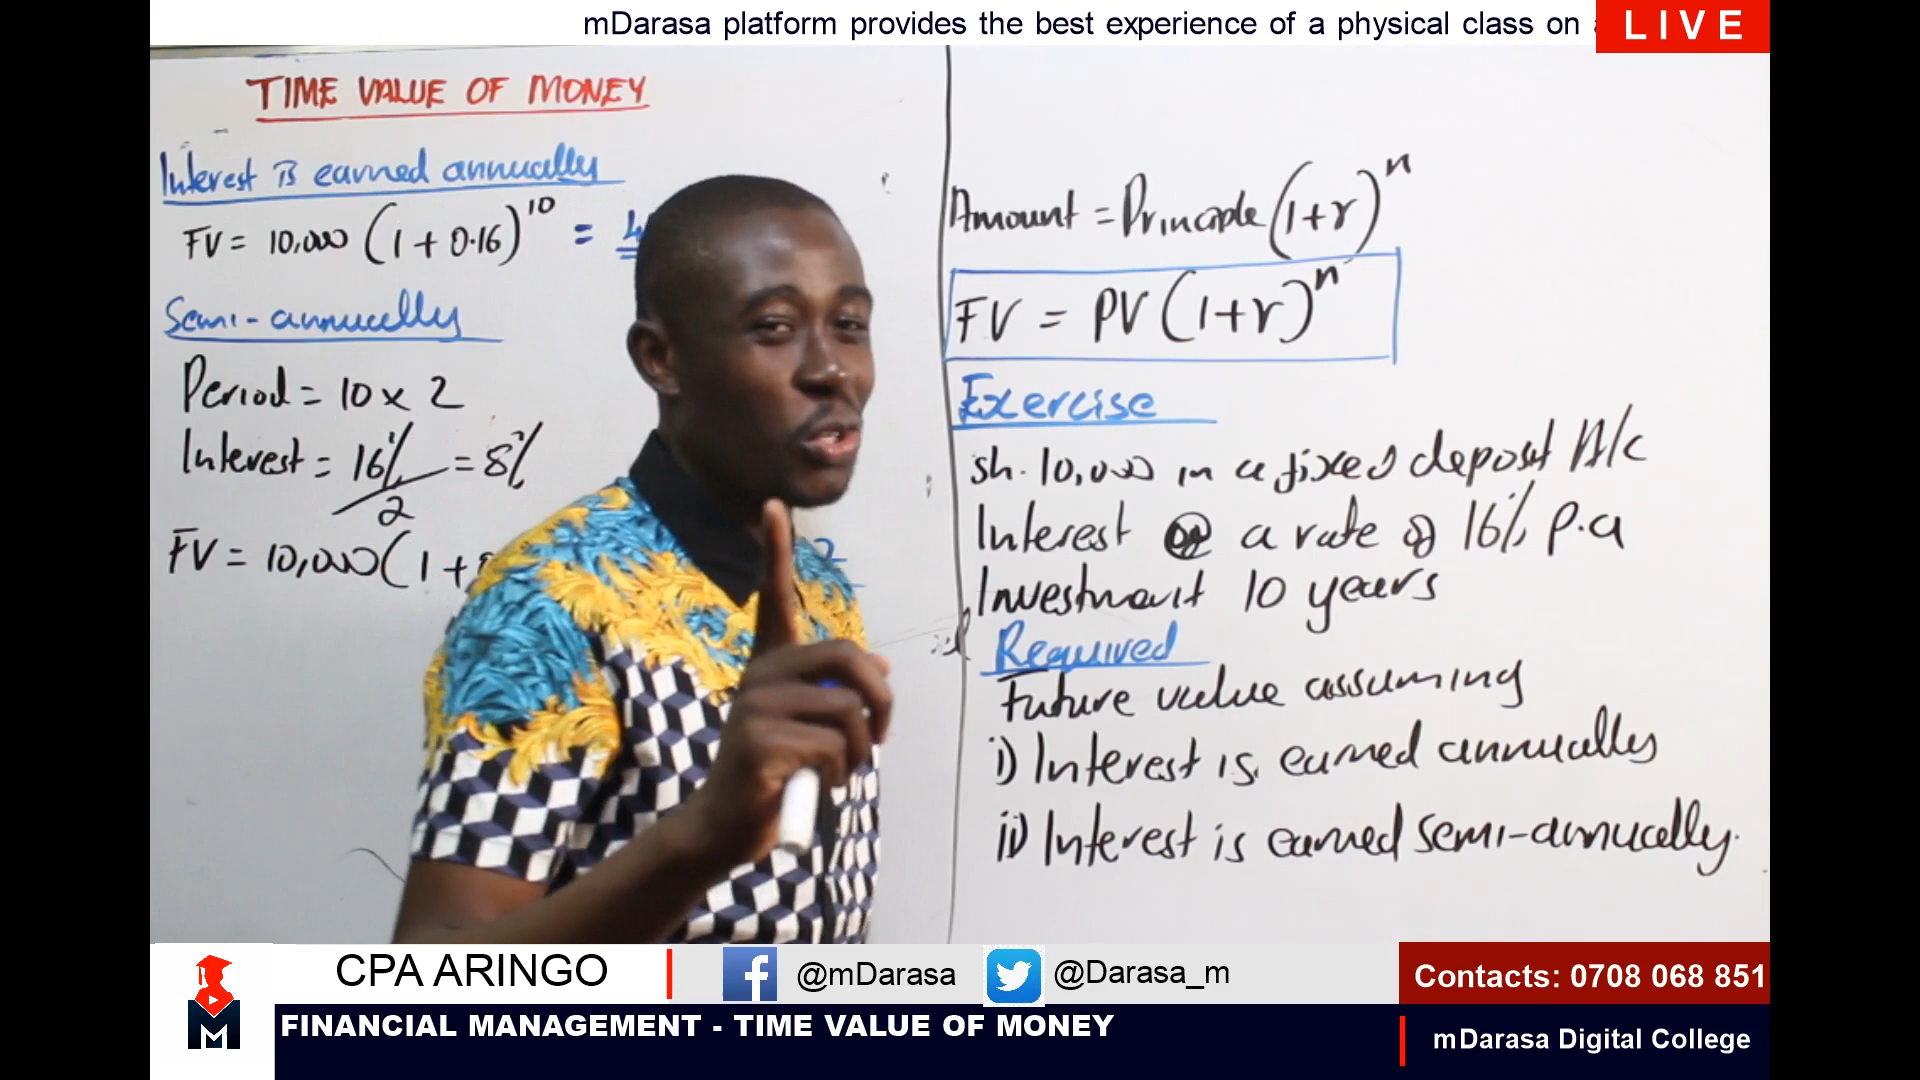 mDarasa platform provides the best experience of a physical class on
LIVE
TIME VALUE OF MONEY
Interest is earned annually
FV = 10,000 (1 + 0.16)^10 = 4
Semi-annually
Period = 10 x 2
Interest = 16%/2 = 8%
FV = 10,000 (1 +
2
Amount = Principle (1+r)^n
FV = PV (1+r)^n
Exercise
sh. 10,000 in a fixed deposit A/c
Interest @ a rate of 16% p.a
Investment 10 years
Required
Future value assuming
i) Interest is earned annually
ii) Interest is earned semi-annually.
CPA ARINGO
@mDarasa
@Darasa_m
Contacts: 0708 068 851
M
FINANCIAL MANAGEMENT - TIME VALUE OF MONEY
mDarasa Digital College